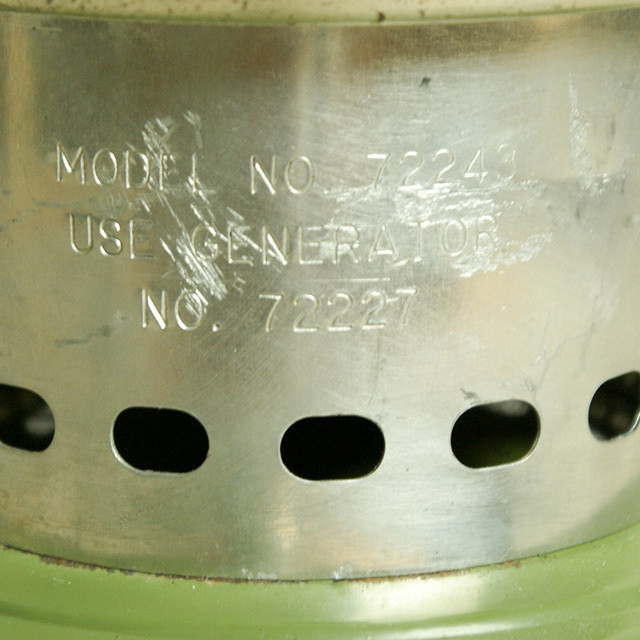 MODEL NO. 72243
USE GENERATOR
NO. 72227